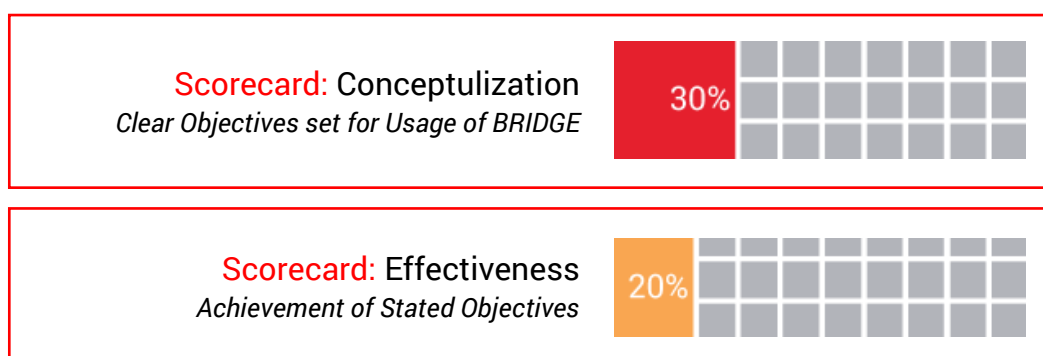 Scorecard: Conceptulization
Clear Objectives set for Usage of BRIDGE
30%
Scorecard: Effectiveness
Achievement of Stated Objectives
20%